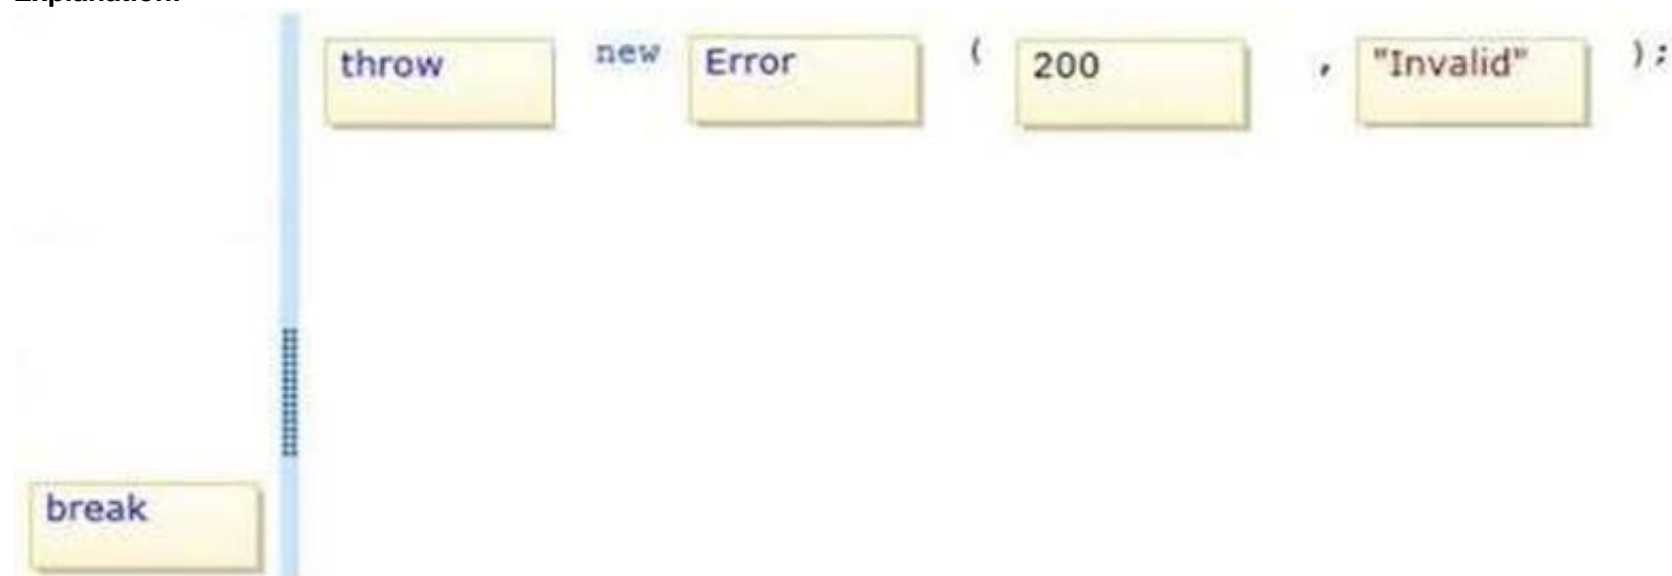 throw new Error ( 200 , "Invalid" );
break